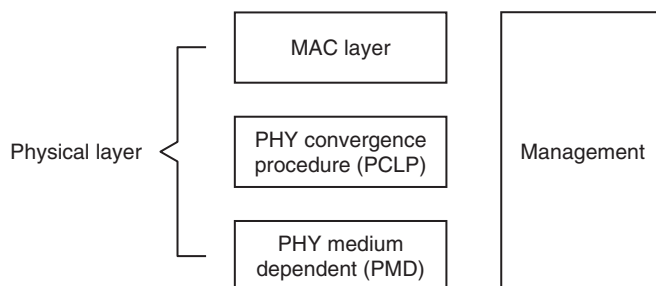 MAC layer
Physical layer
PHY convergence
procedure (PCLP)
Management
PHY medium
dependent (PMD)